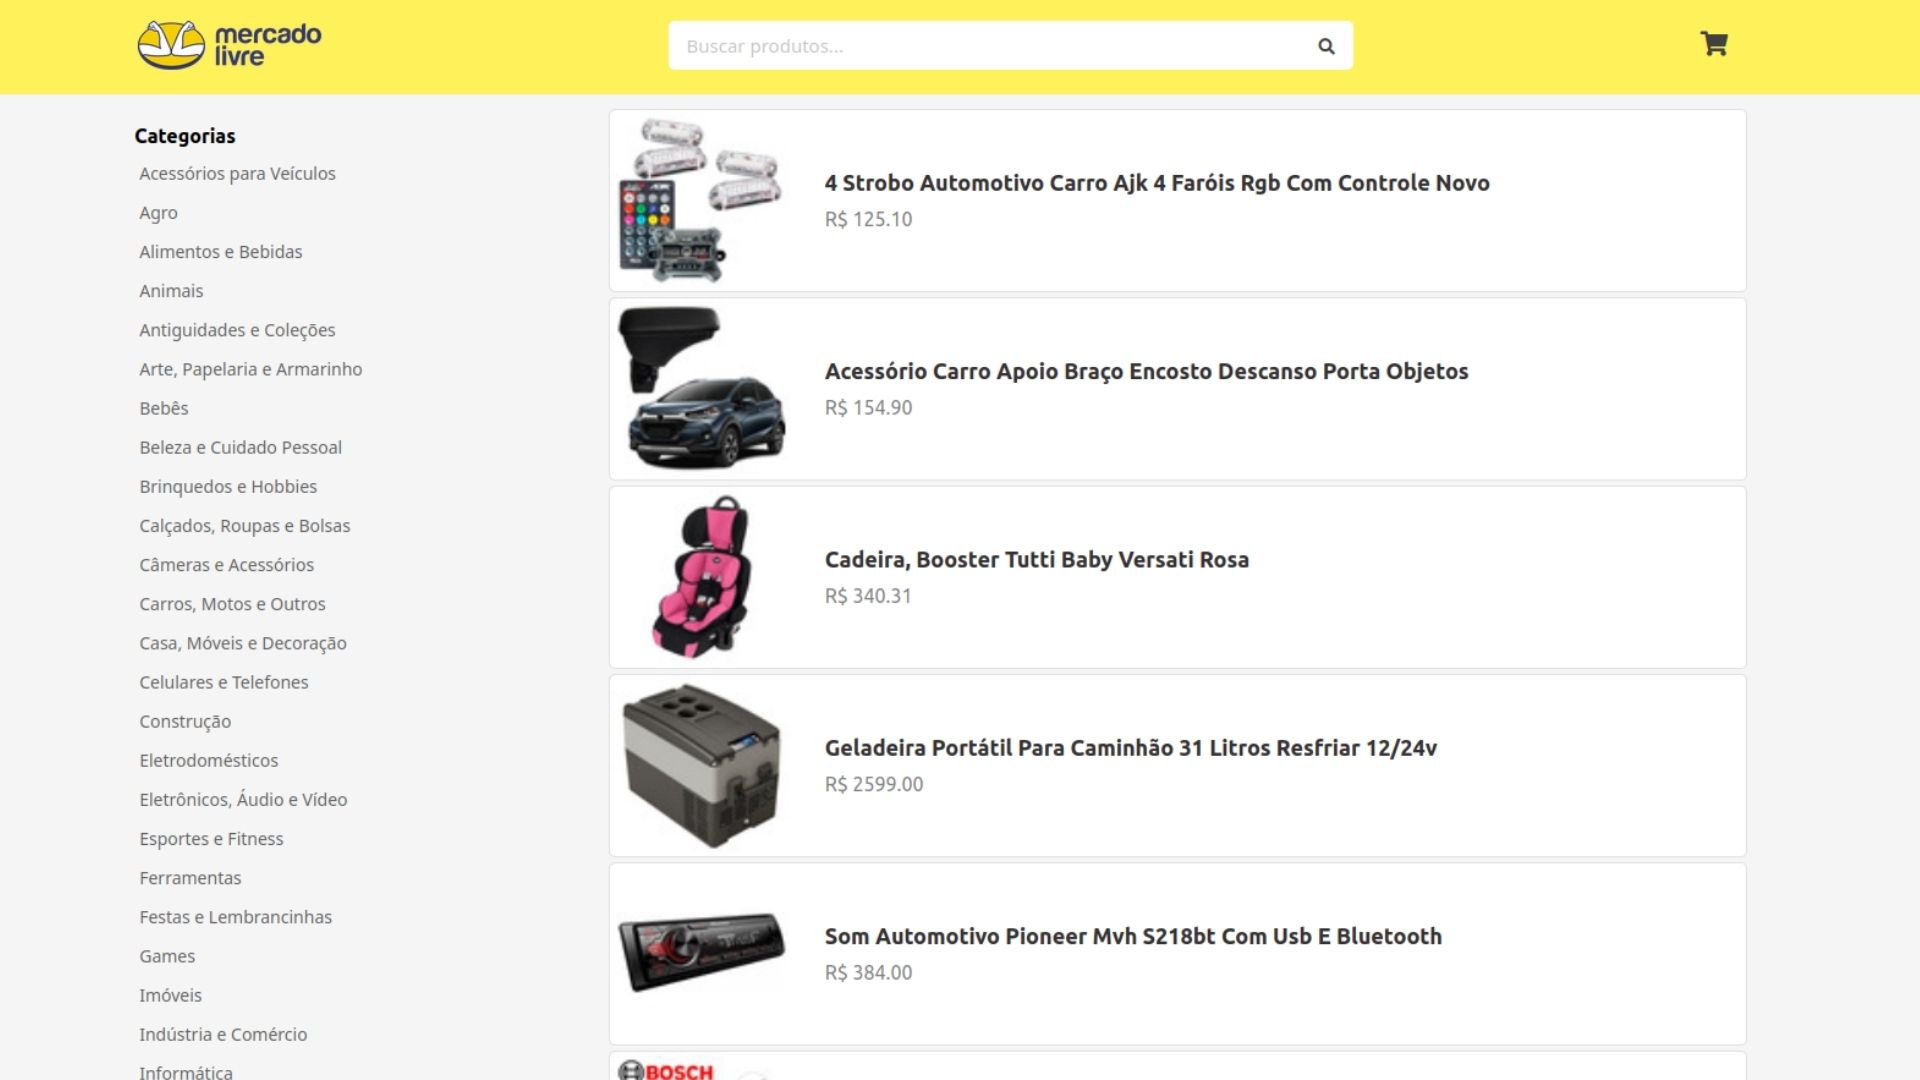 mercado
livre
Buscar produtos...
Categorias
Acessórios para Veículos
Agro
Alimentos e Bebidas
Animais
Antiguidades e Coleções
Arte, Papelaria e Armarinho
Bebês
Beleza e Cuidado Pessoal
Brinquedos e Hobbies
Calçados, Roupas e Bolsas
Câmeras e Acessórios
Carros, Motos e Outros
Casa, Móveis e Decoração
Celulares e Telefones
Construção
Eletrodomésticos
Eletrônicos, Áudio e Vídeo
Esportes e Fitness
Ferramentas
Festas e Lembrancinhas
Games
Imóveis
Indústria e Comércio
Informática
4 Strobo Automotivo Carro Ajk 4 Faróis Rgb Com Controle Novo
R$ 125.10
Acessório Carro Apoio Braço Encosto Descanso Porta Objetos
R$ 154.90
Cadeira, Booster Tutti Baby Versati Rosa
R$ 340.31
Geladeira Portátil Para Caminhão 31 Litros Resfriar 12/24v
R$ 2599.00
Som Automotivo Pioneer Mvh S218bt Com Usb E Bluetooth
R$ 384.00
BOSCH